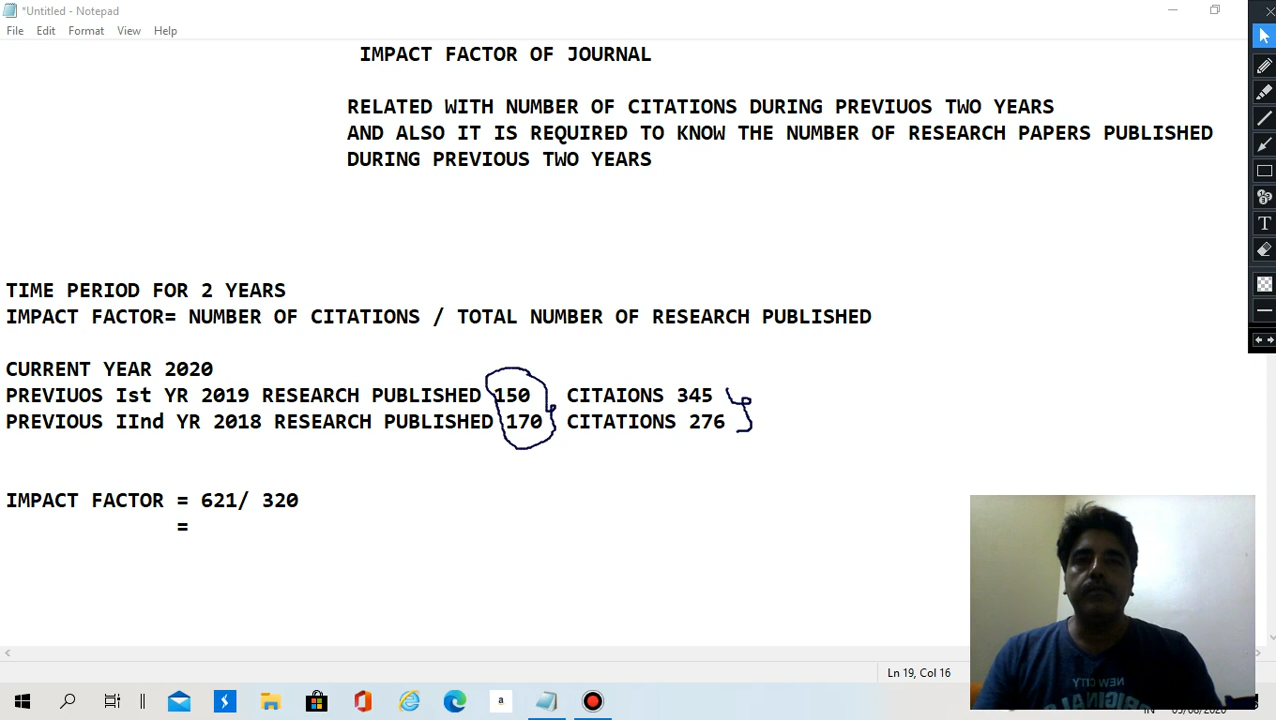 *Untitled - Notepad
File Edit Format View Help
IMPACT FACTOR OF JOURNAL
RELATED WITH NUMBER OF CITATIONS DURING PREVIUOS TWO YEARS
AND ALSO IT IS REQUIRED TO KNOW THE NUMBER OF RESEARCH PAPERS PUBLISHED
DURING PREVIOUS TWO YEARS
TIME PERIOD FOR 2 YEARS
IMPACT FACTOR= NUMBER OF CITATIONS / TOTAL NUMBER OF RESEARCH PUBLISHED
CURRENT YEAR 2020
PREVIUOS Ist YR 2019 RESEARCH PUBLISHED 150 CITAIONS 345
PREVIOUS IInd YR 2018 RESEARCH PUBLISHED 170 CITATIONS 276
IMPACT FACTOR = 621/ 320
=
NEW CITY
ORIGINAL
Ln 19, Col 16
a
IN